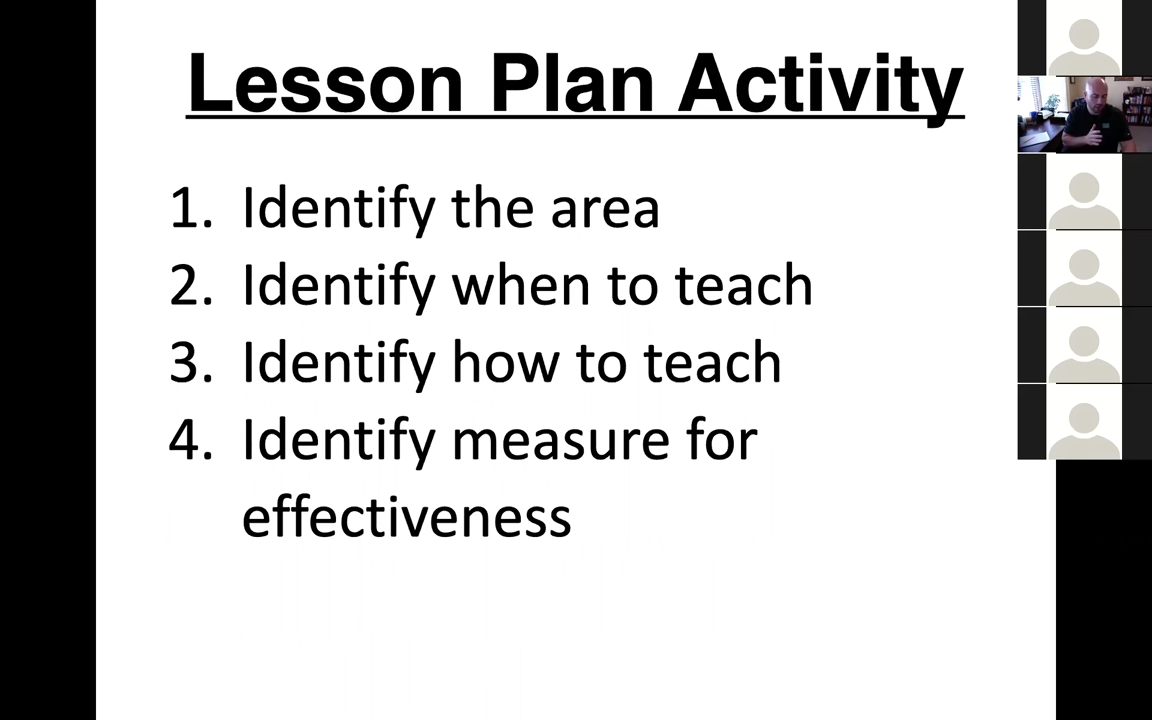 Lesson Plan Activity
1. Identify the area
2. Identify when to teach
3. Identify how to teach
4. Identify measure for
effectiveness